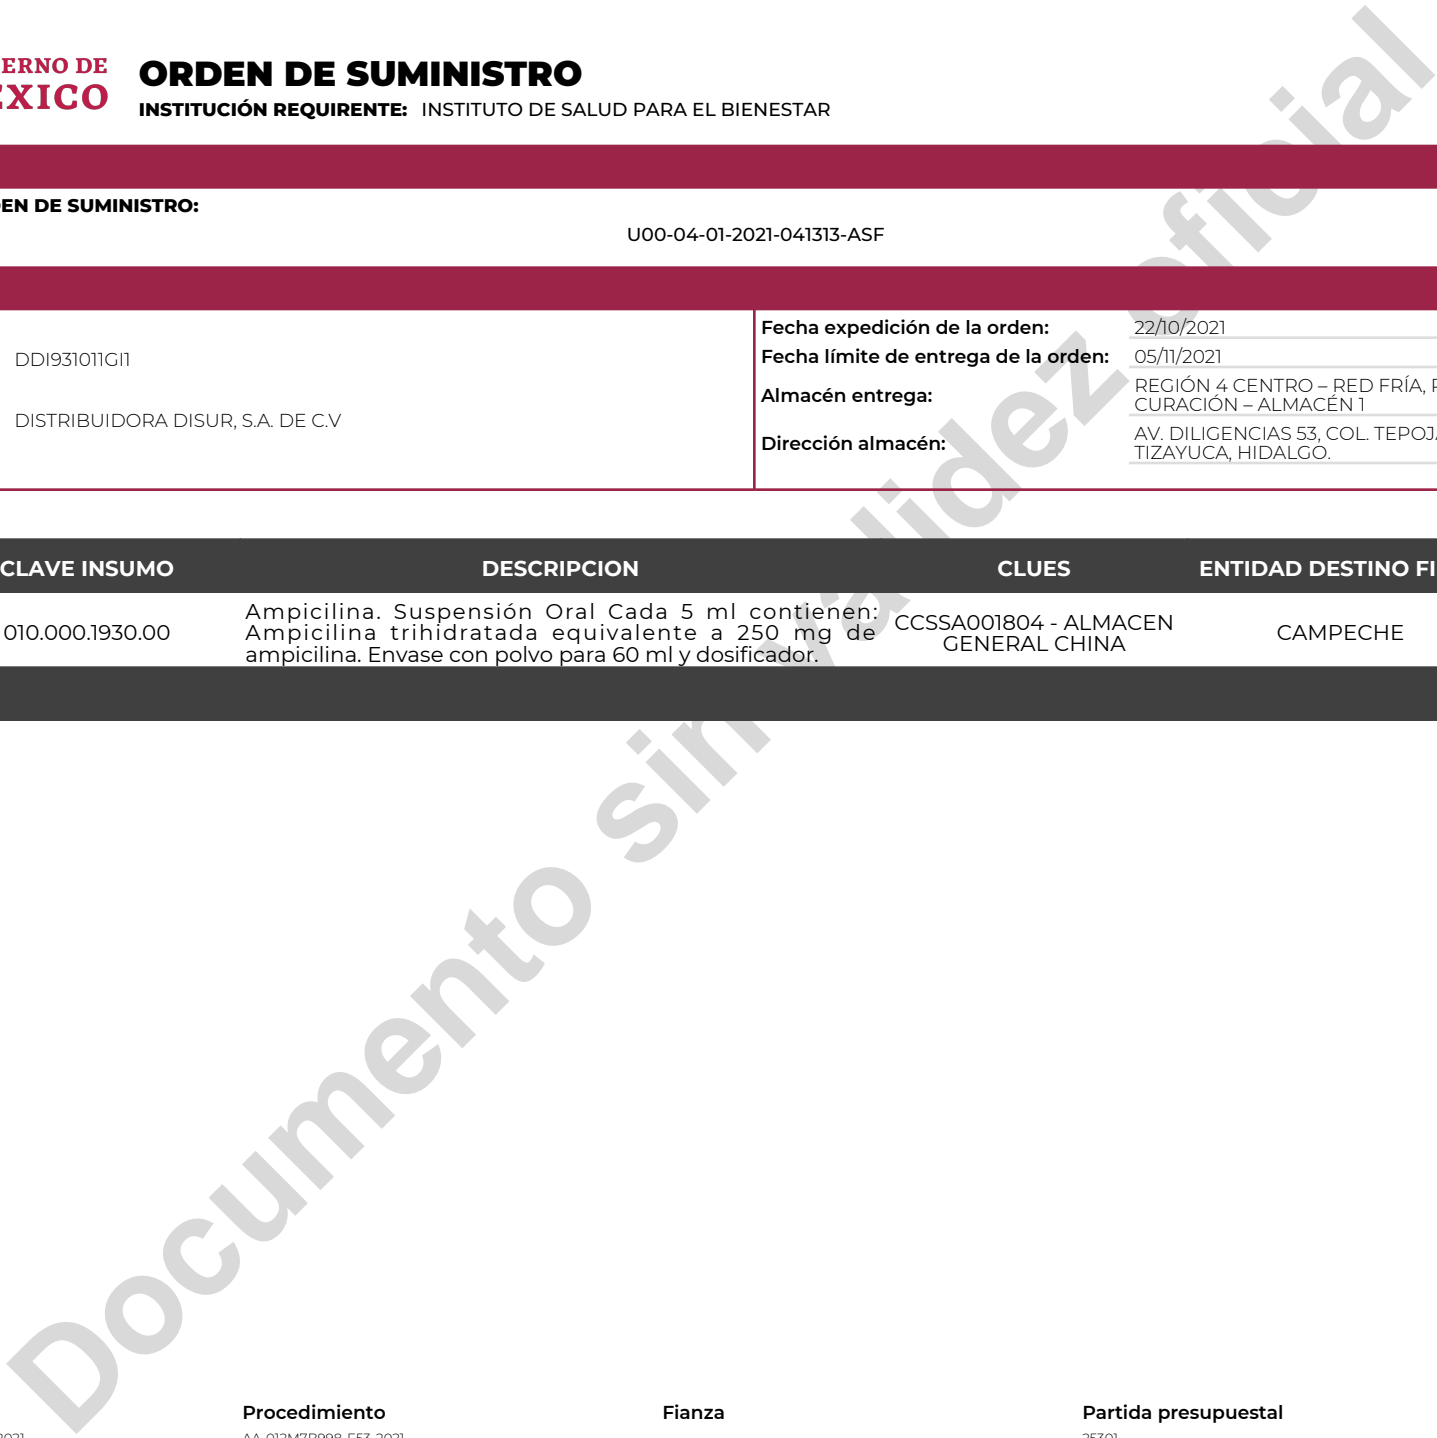 ERNO DE
EXICO
ORDEN DE SUMINISTRO
INSTITUCIÓN REQUIRENTE: INSTITUTO DE SALUD PARA EL BIENESTAR
EN DE SUMINISTRO:
U00-04-01-2021-041313-ASF
DDI931011GI1
DISTRIBUIDORA DISUR, S.A. DE C.V
Fecha expedición de la orden: 22/10/2021
Fecha límite de entrega de la orden: 05/11/2021
Almacén entrega: REGIÓN 4 CENTRO – RED FRÍA,
CURACIÓN – ALMACÉN 1
Dirección almacén: AV. DILIGENCIAS 53, COL. TEPOJA
TIZAYUCA, HIDALGO.
CLAVE INSUMO DESCRIPCION CLUES ENTIDAD DESTINO FI
010.000.1930.00
Ampicilina. Suspensión Oral Cada 5 ml contienen:
Ampicilina trihidratada equivalente a 250 mg de
ampicilina. Envase con polvo para 60 ml y dosificador.
CCSSA001804 - ALMACEN
GENERAL CHINA
CAMPECHE
Documento sin validez oficial
Procedimiento Fianza Partida presupuestal